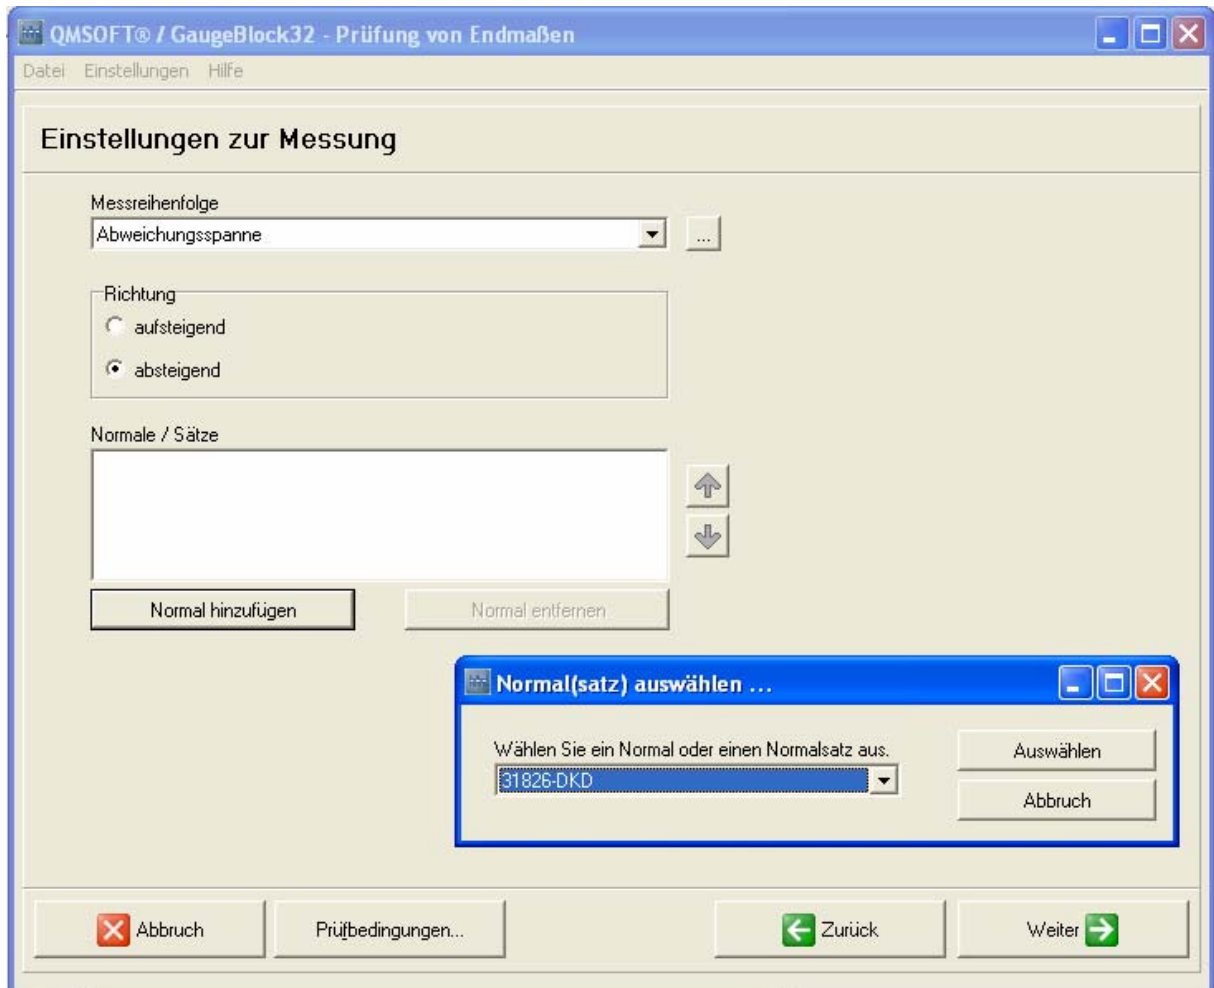 QMSOFT® / GaugeBlock32 - Prüfung von Endmaßen
Datei Einstellungen Hilfe
Einstellungen zur Messung
Messreihenfolge
Abweichungsspanne
...
Richtung
aufsteigend
absteigend
Normale / Sätze
Normal hinzufügen
Normal entfernen
Normal(satz) auswählen ...
Wählen Sie ein Normal oder einen Normalsatz aus.
31826-DKD
Auswählen
Abbruch
Abbruch
Prüfbedingungen...
Zurück
Weiter